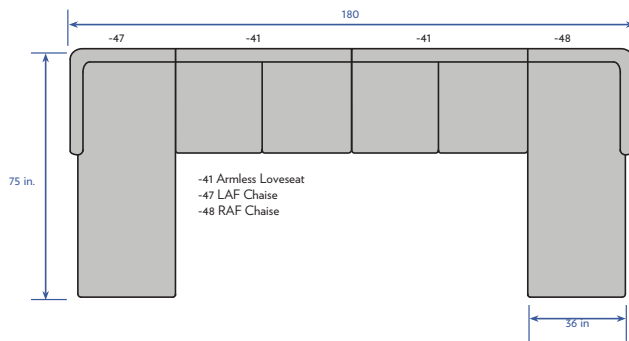 180
-47
-41
-41
-48
75 in.
-41 Armless Loveseat
-47 LAF Chaise
-48 RAF Chaise
36 in